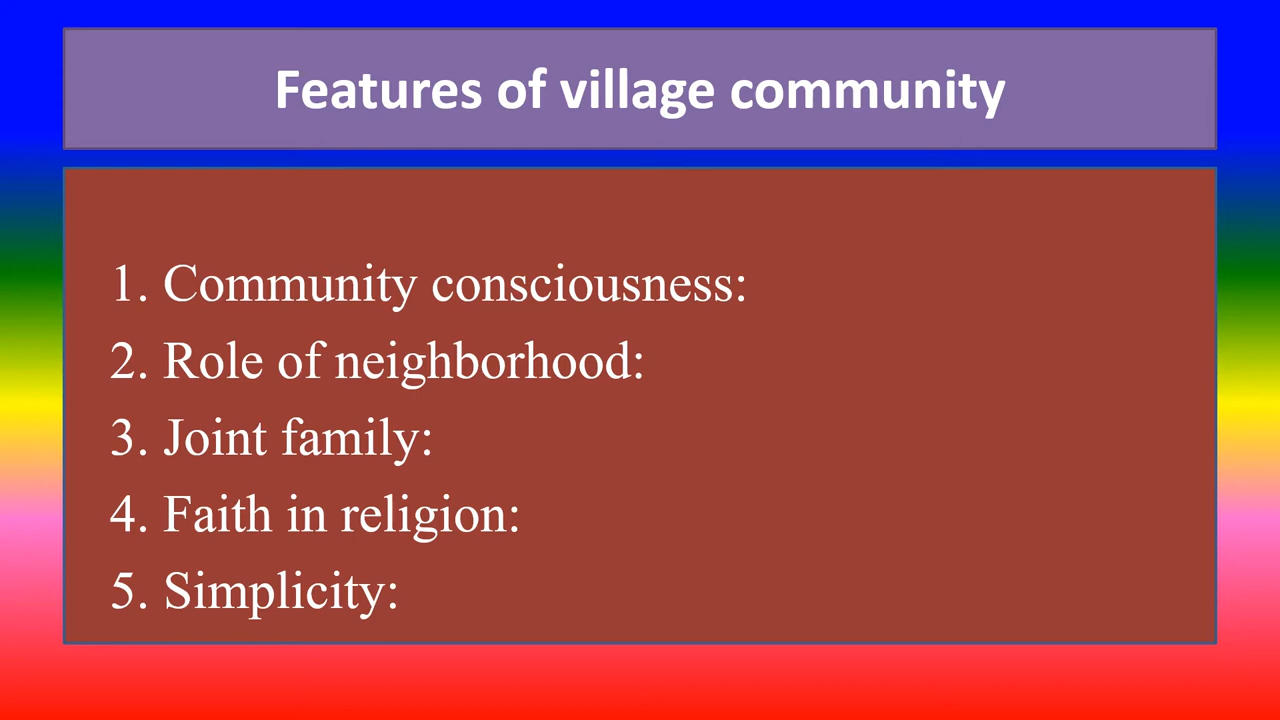 Features of village community
1. Community consciousness:
2. Role of neighborhood:
3. Joint family:
4. Faith in religion:
5. Simplicity: